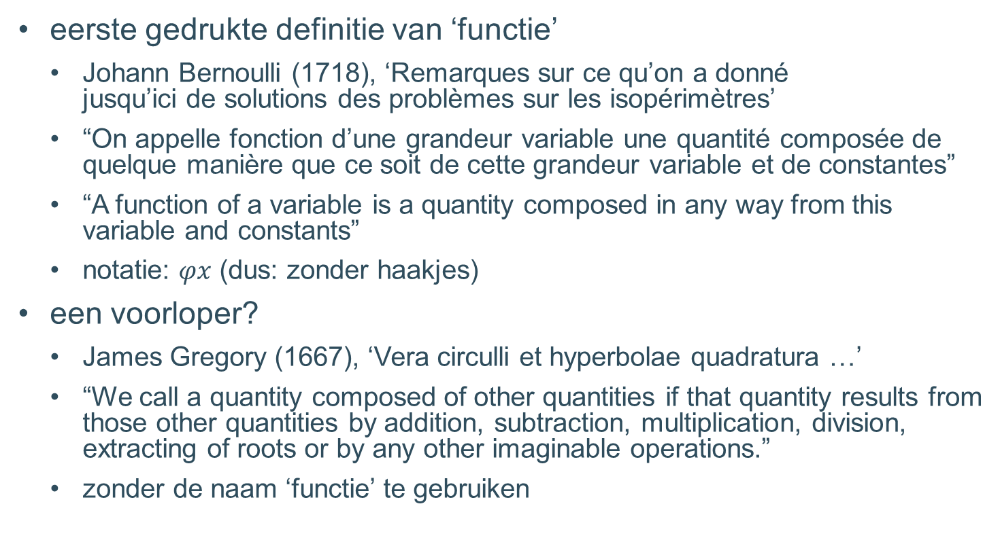 • eerste gedrukte definitie van ‘functie’
• Johann Bernoulli (1718), ‘Remarques sur ce qu’on a donné
jusqu’ici de solutions des problèmes sur les isopérimètres’
• “On appelle fonction d’une grandeur variable une quantité composée de
quelque manière que ce soit de cette grandeur variable et de constantes”
• “A function of a variable is a quantity composed in any way from this
variable and constants”
• notatie: 𝜑𝑥 (dus: zonder haakjes)
• een voorloper?
• James Gregory (1667), ‘Vera circulli et hyperbolae quadratura …’
• “We call a quantity composed of other quantities if that quantity results from
those other quantities by addition, subtraction, multiplication, division,
extracting of roots or by any other imaginable operations.”
• zonder de naam ‘functie’ te gebruiken